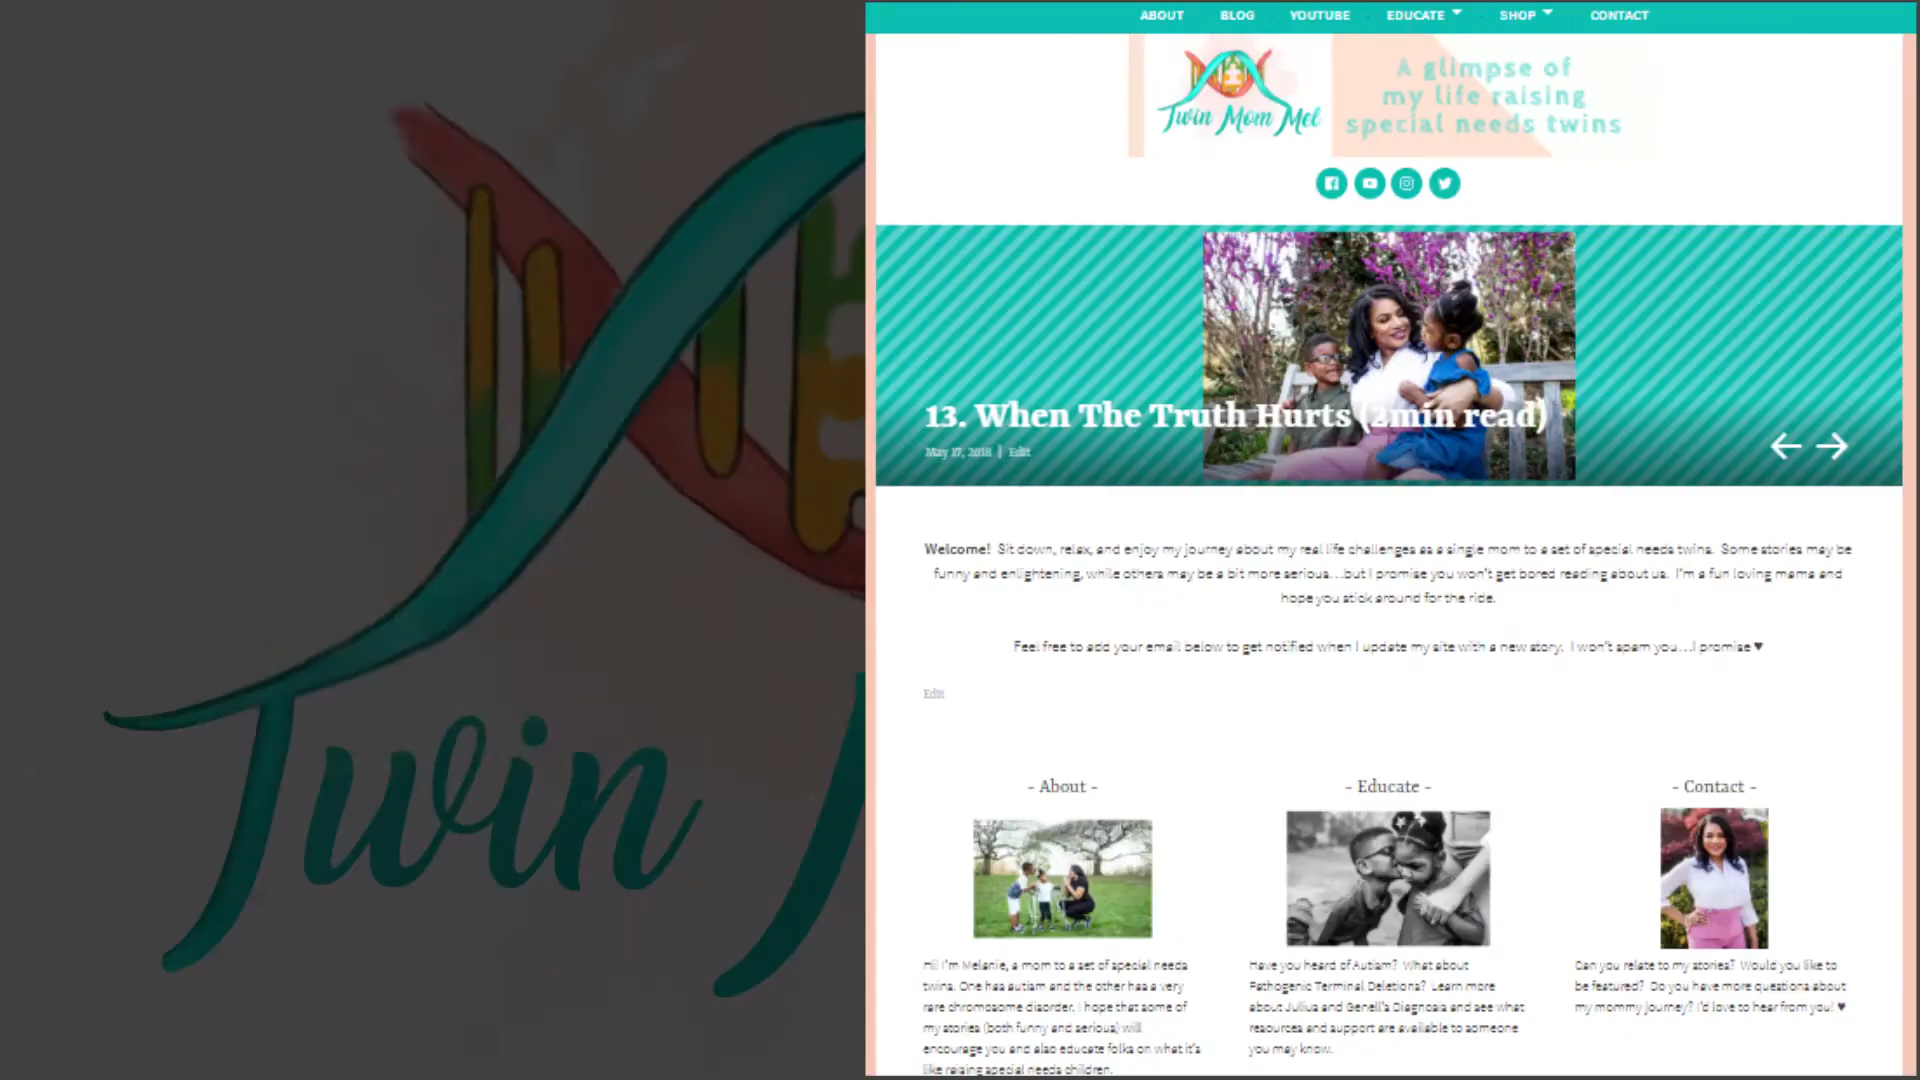 ABOUT BLOG YOUTUBE EDUCATE SHOP CONTACT
Twin Mom Mel
A glimpse of
my life raising
special needs twins
13. When The Truth Hurts (2min read)
May 17, 2018 | Edit
Welcome! Sit down, relax, and enjoy my journey about my real life challenges as a single mom to a set of special needs twins. Some stories may be
funny and enlightening, while others may be a bit more serious...but I promise you won't get bored reading about us. I'm a fun loving mama and
hope you stick around for the ride.
Feel free to add your email below to get notified when I update my site with a new story. I won't spam you...I promise ♥
Edit
- About -
- Educate -
- Contact -
Hi! I'm Melanie, a mom to a set of special needs
twins. One has autism and the other has a very
rare chromosome disorder. I hope that some of
my stories (both funny and serious) will
encourage you and also educate folks on what it's
like raising special needs children.
Have you heard of Autism? What about
Pathogenic Terminal Deletions? Learn more
about Julius and Genell's Diagnosis and see what
resources and support are available to someone
you may know.
Can you relate to my stories? Would you like to
be featured? Do you have more questions about
my mommy journey? I'd love to hear from you! ♥
Twin